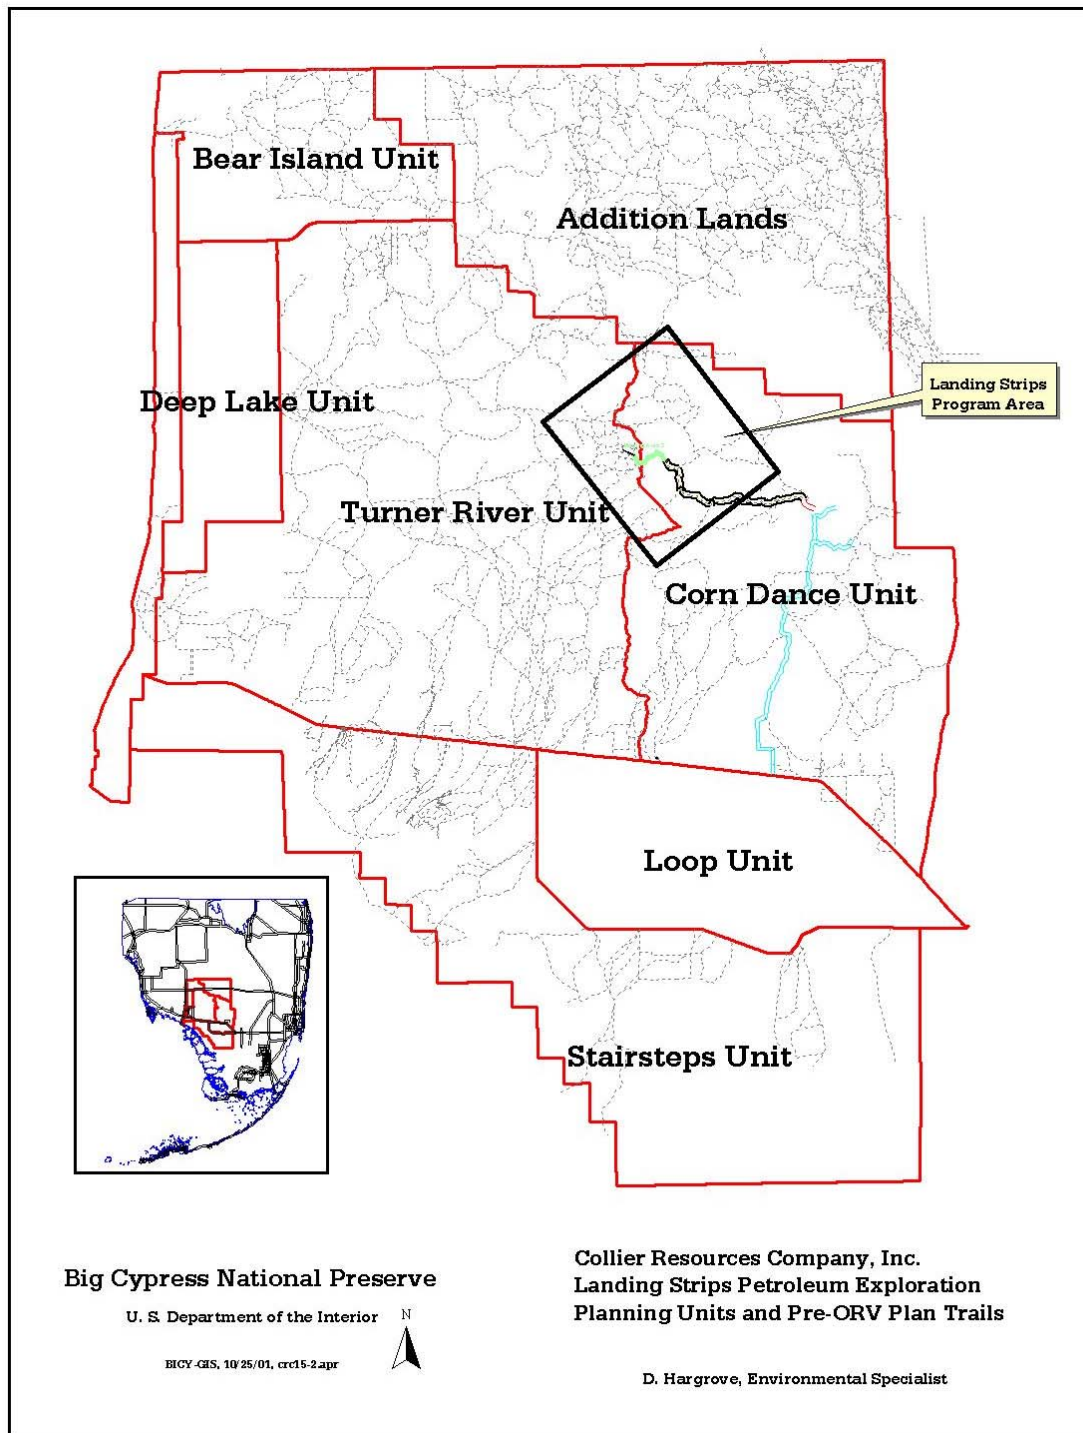 Bear Island Unit
Addition Lands
Landing Strips
Program Area
Deep Lake Unit
Turner River Unit
Corn Dance Unit
Loop Unit
Stairsteps Unit
Big Cypress National Preserve
U. S. Department of the Interior
N
BICY-GIS, 10/25/01, crc15-2.apr
Collier Resources Company, Inc.
Landing Strips Petroleum Exploration
Planning Units and Pre-ORV Plan Trails
D. Hargrove, Environmental Specialist